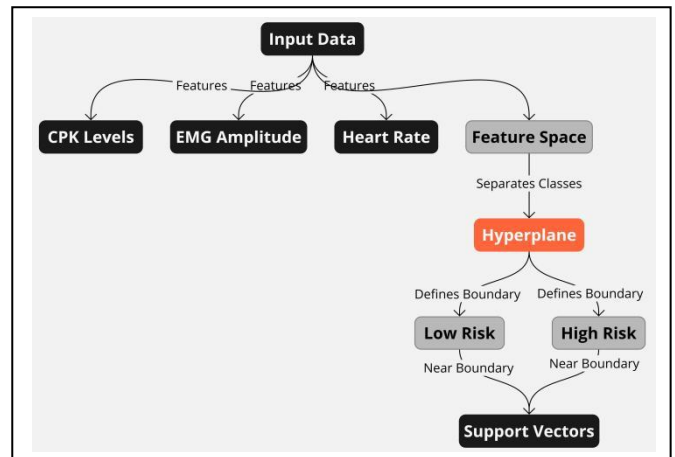 Input Data
Features Features Features
CPK Levels EMG Amplitude Heart Rate Feature Space
Separates Classes
Hyperplane
Defines Boundary Defines Boundary
Low Risk High Risk
Near Boundary Near Boundary
Support Vectors